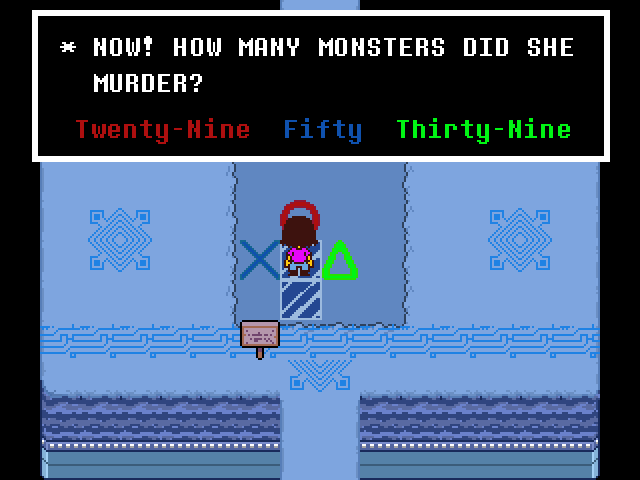 * NOW! HOW MANY MONSTERS DID SHE
MURDER?
Twenty-Nine Fifty Thirty-Nine